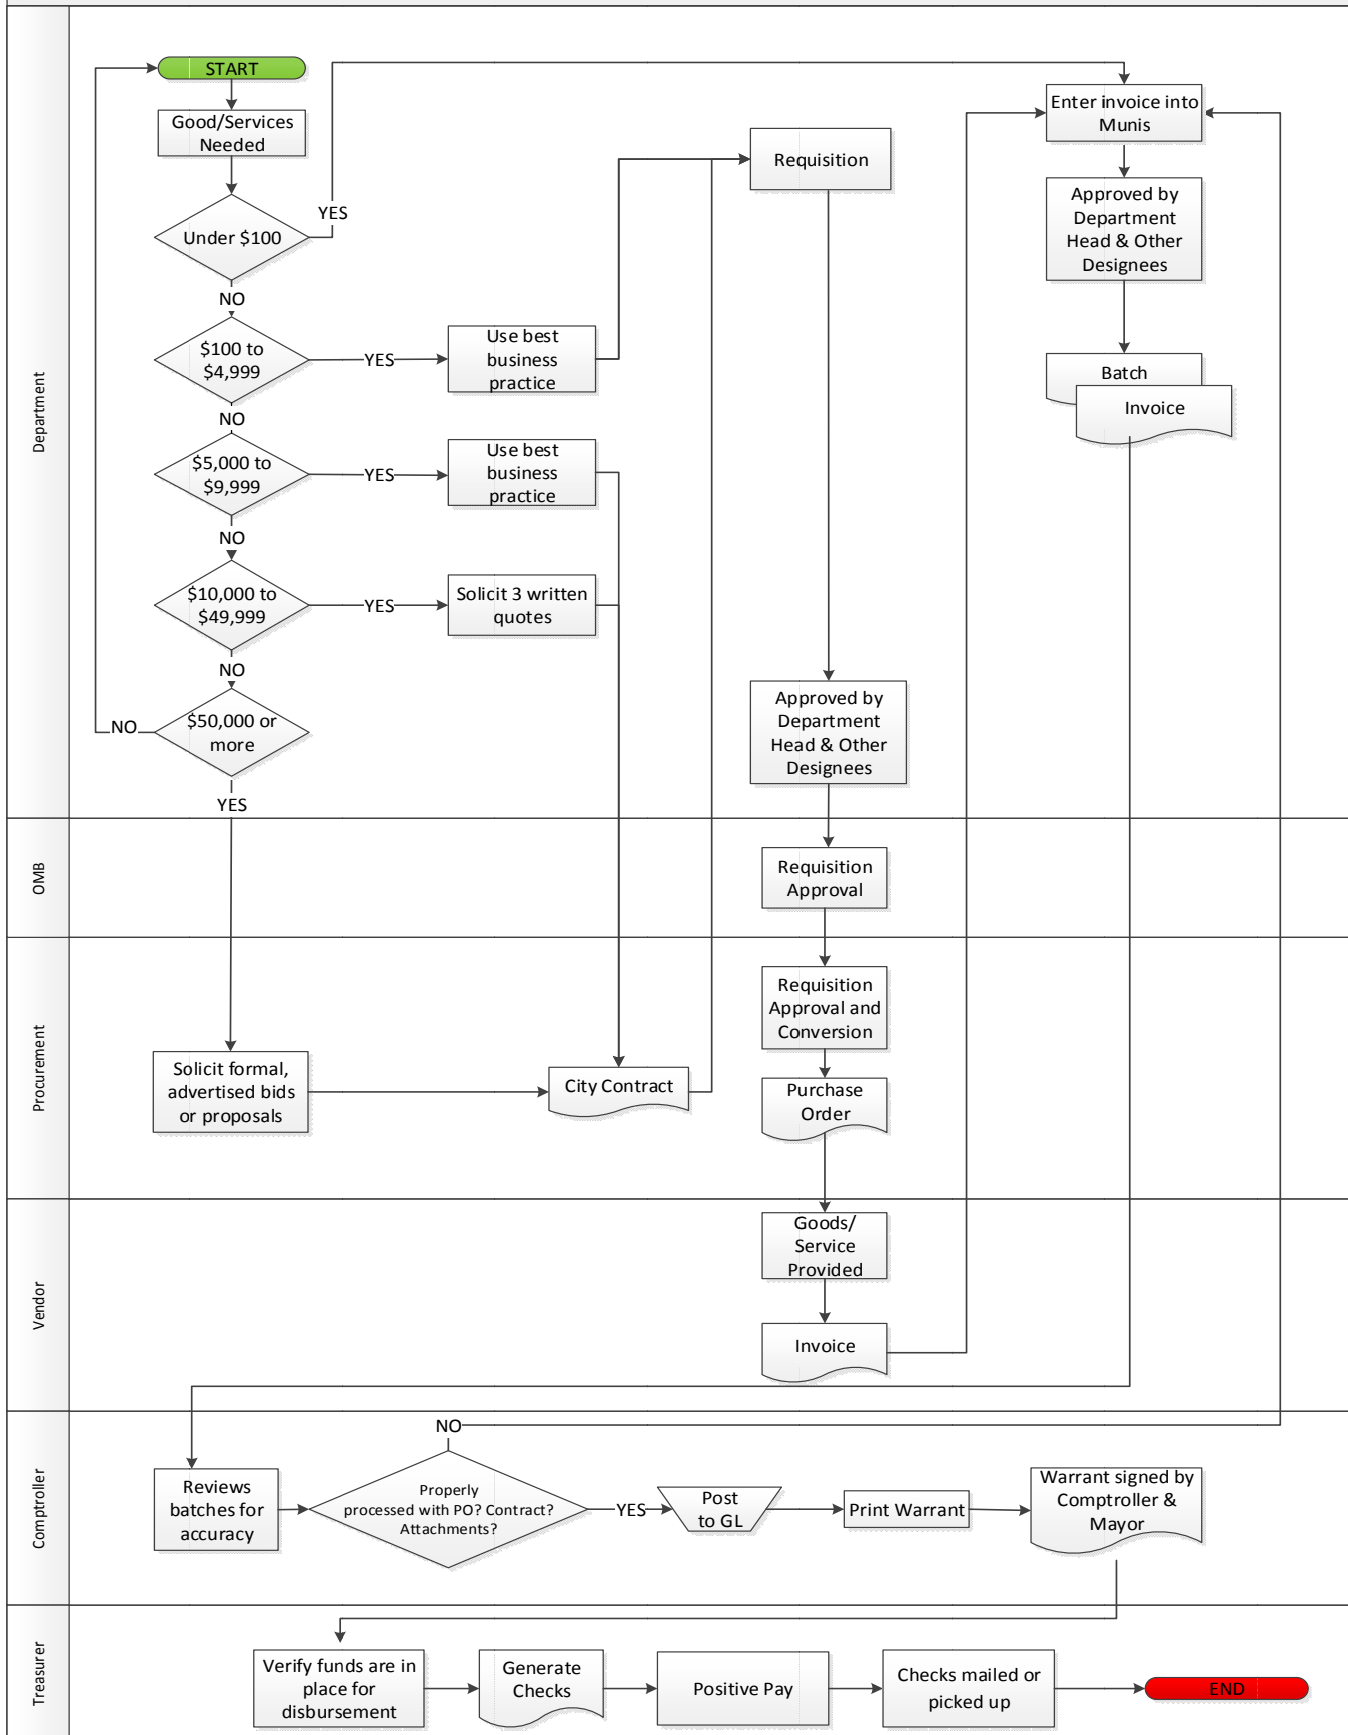 Department
START
Good/Services
Needed
Under $100
YES
NO
$100 to
$4,999
YES
Use best
business
practice
NO
$5,000 to
$9,999
YES
Use best
business
practice
NO
$10,000 to
$49,999
YES
Solicit 3 written
quotes
NO
$50,000 or
more
NO
YES
Requisition
Approved by
Department
Head & Other
Designees
Enter invoice into
Munis
Approved by
Department
Head & Other
Designees
Batch
Invoice
OMB
Requisition
Approval
Procurement
Solicit formal,
advertised bids
or proposals
City Contract
Requisition
Approval and
Conversion
Purchase
Order
Vendor
Goods/
Service
Provided
Invoice
Comptroller
Reviews
batches for
accuracy
NO
Properly
processed with PO? Contract?
Attachments?
YES
Post
to GL
Print Warrant
Warrant signed by
Comptroller &
Mayor
Treasurer
Verify funds are in
place for
disbursement
Generate
Checks
Positive Pay
Checks mailed or
picked up
END